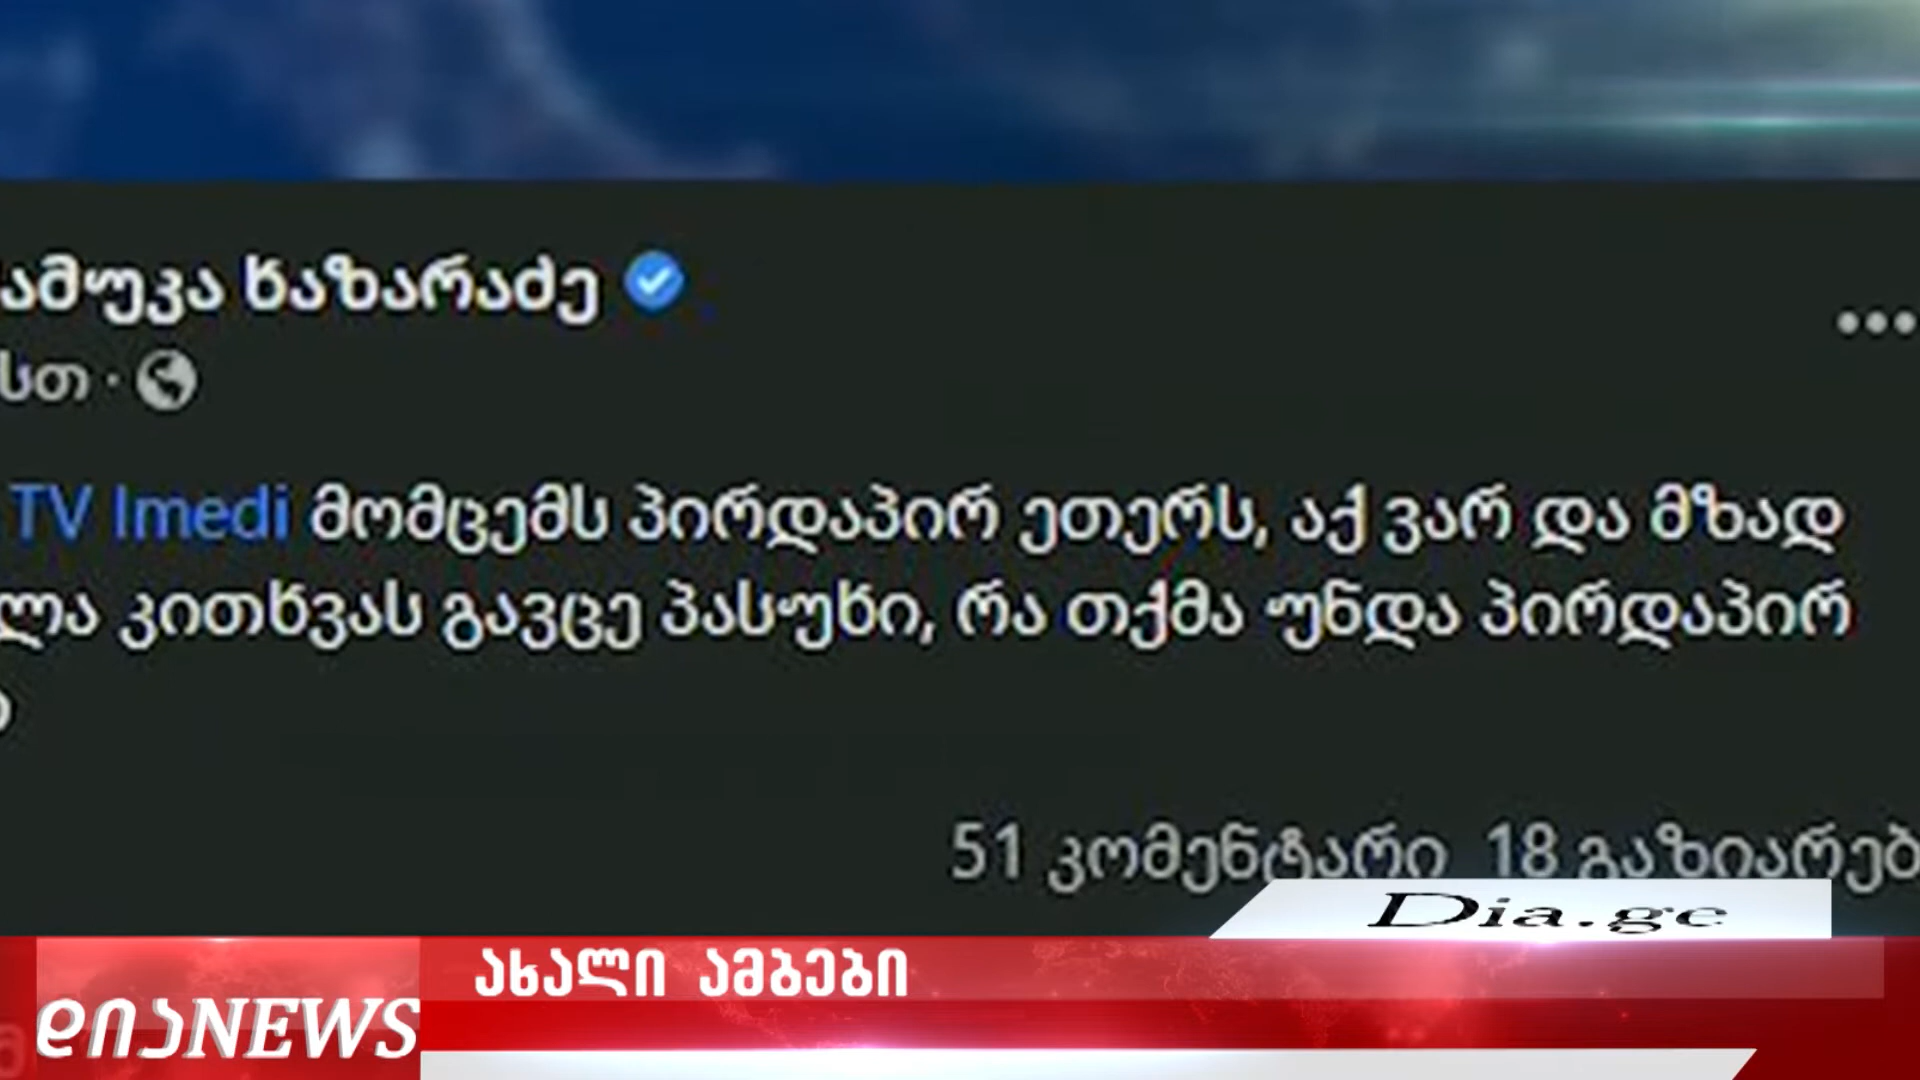 ამუკა ხაზარაძე
სთ ·
TV Imedi მომცემს პირდაპირ ეთერს, აქ ვარ და მზად
ლა კითხვას გავცე პასუხი, რა თქმა უნდა პირდაპირ
51 კომენტარი 18 გაზიარებ
Dia.ge
ახალი ამბები
დიაNEWS